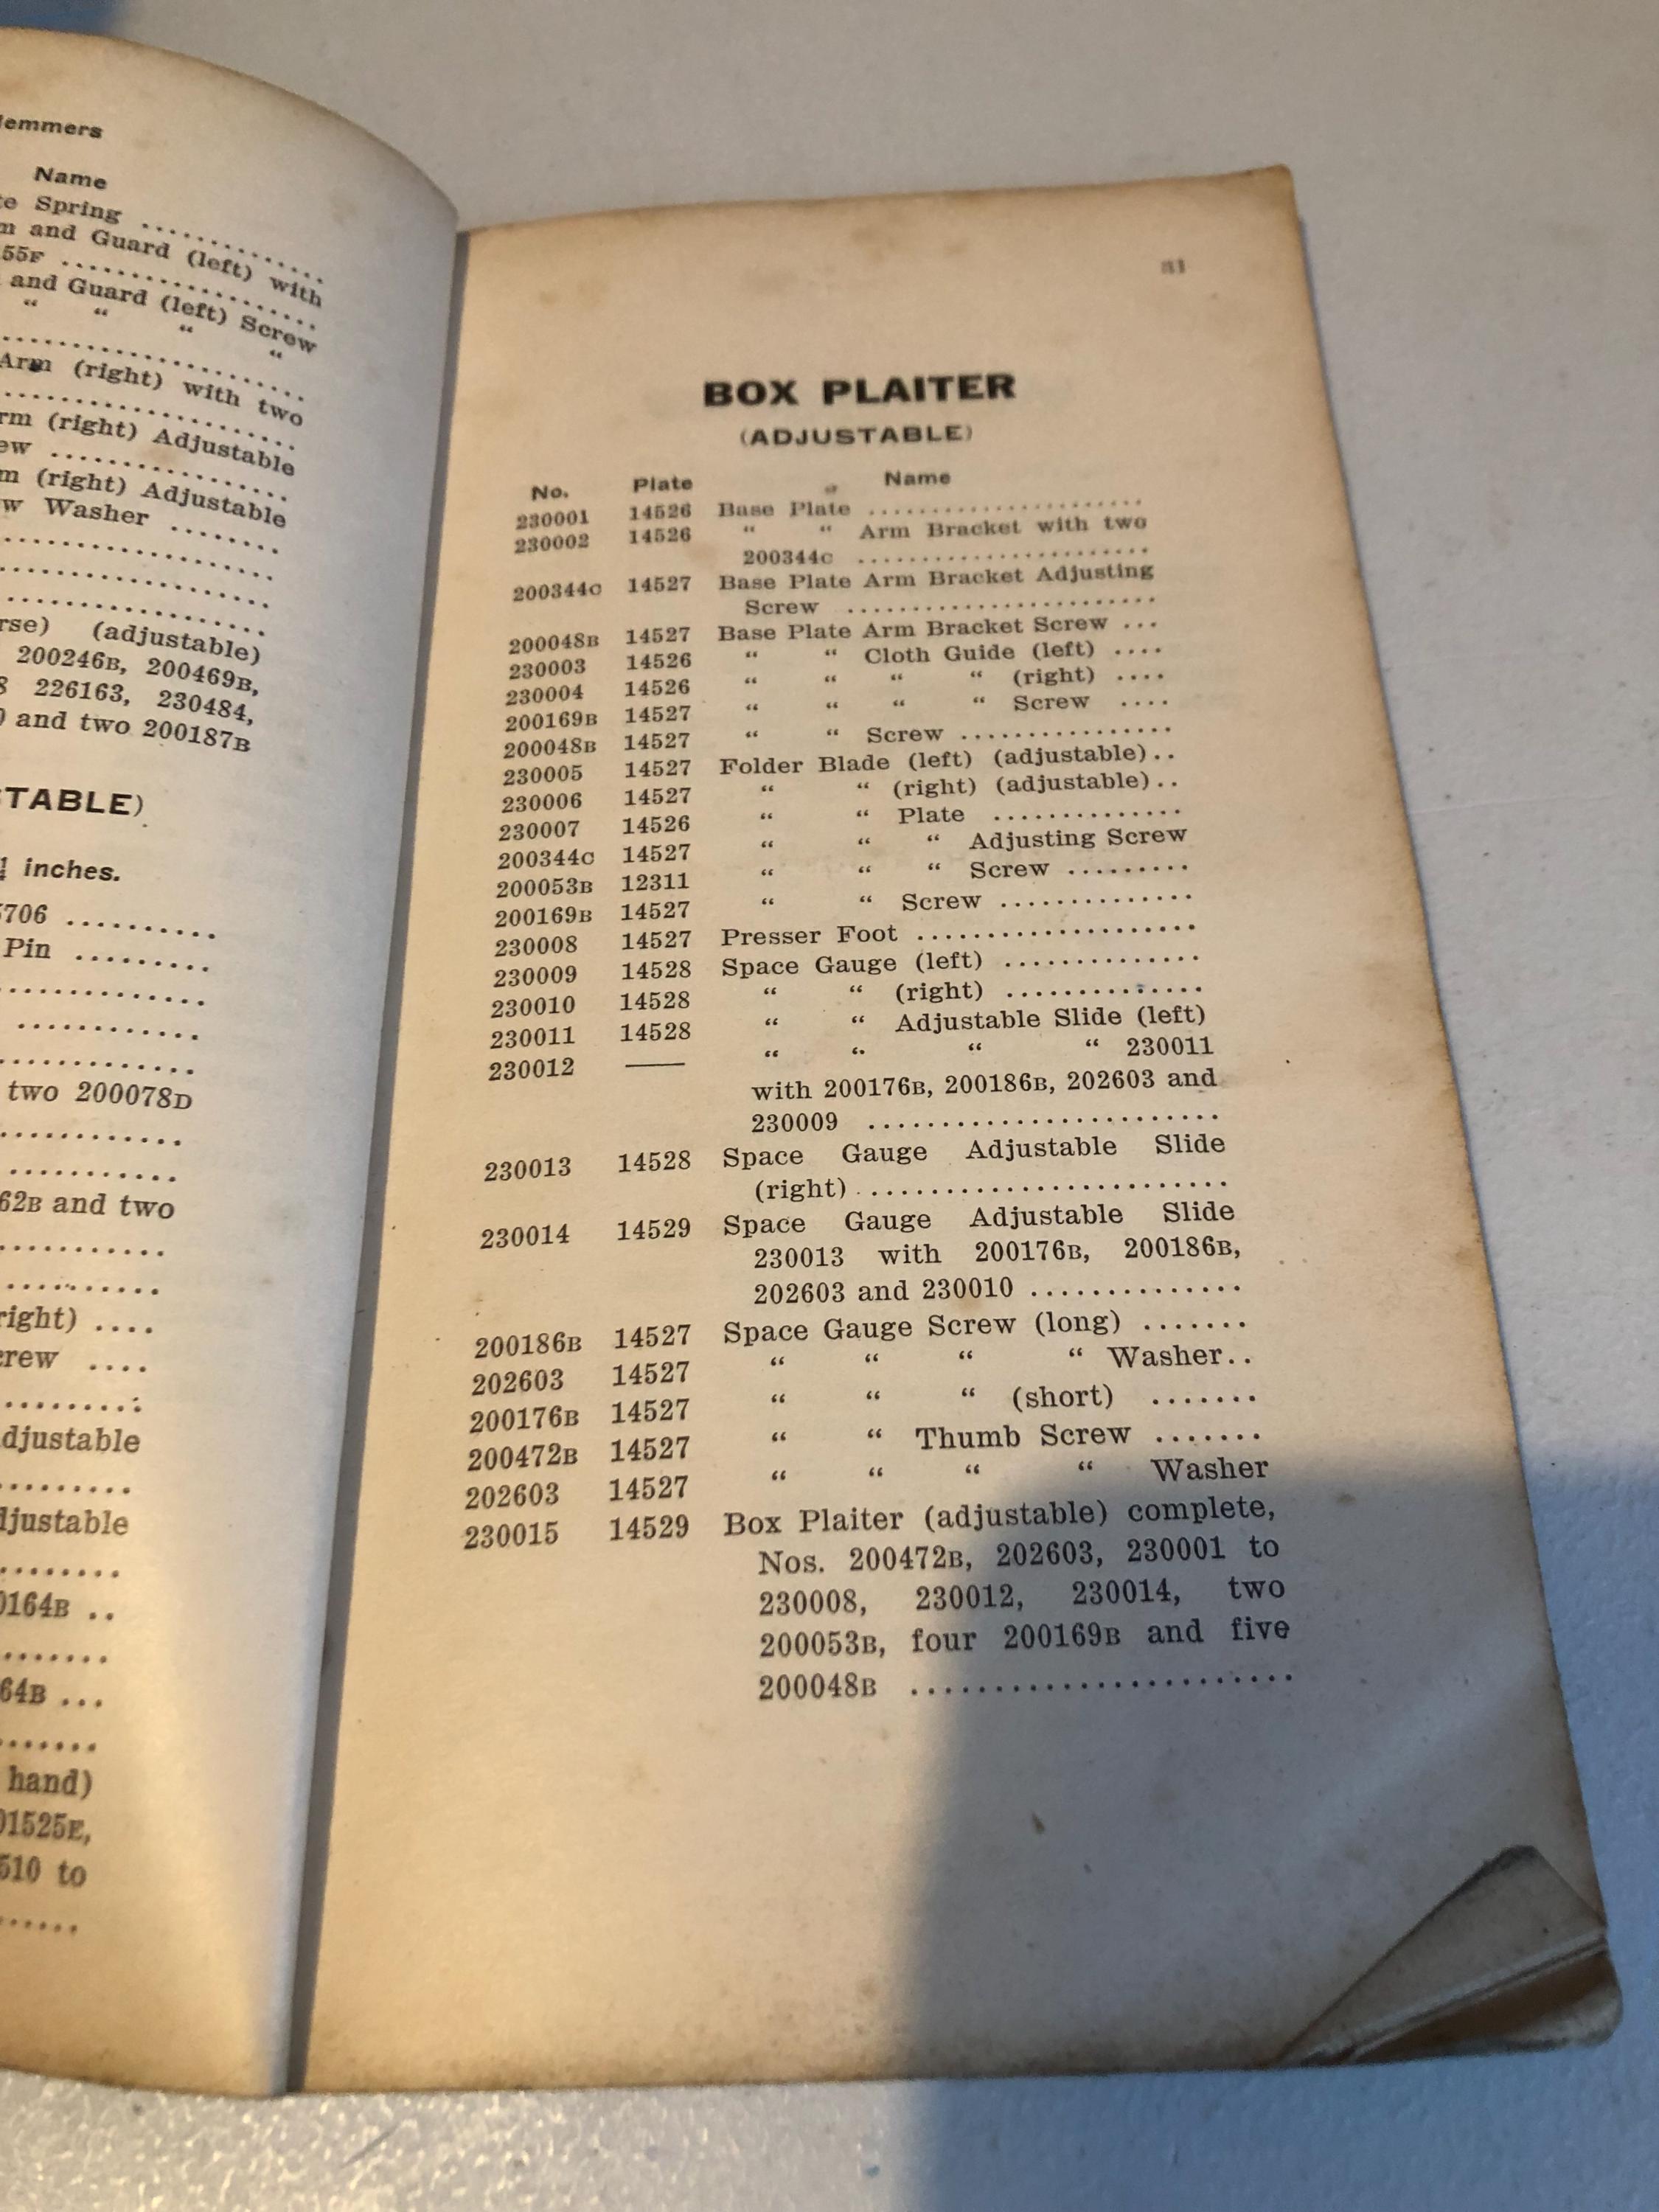 Name
Spring ............
and Guard (left) with
55F ..................
and Guard (left) Screw
“ “ “ “
....................
Arm (right) with two
....................
(right) Adjustable
................
(right) Adjustable
Washer ........
....................
....................
....................
(adjustable)
200246B, 200469B,
226163, 230484,
and two 200187B
inches.
..........
Pin .........
..............
.............
..............
two 200078D
.............
............
62B and two
............
...........
....
....
..........
..........
........
164B ..
........
64B ...
.......
hand)
01525E,
510 to
......
31
BOX PLAITER
(ADJUSTABLE)
No. Plate Name
230001 14526 Base Plate ......................
230002 14526 “ “ Arm Bracket with two
200344C .......................
200344C 14527 Base Plate Arm Bracket Adjusting
Screw ........................
200048B 14527 Base Plate Arm Bracket Screw ...
230003 14526 “ “ Cloth Guide (left) ....
230004 14526 “ “ “ “ (right) ....
200169B 14527 “ “ “ “ Screw ....
200048B 14527 “ “ Screw ................
230005 14527 Folder Blade (left) (adjustable)..
230006 14527 “ “ (right) (adjustable)..
230007 14526 “ “ Plate ..............
200344C 14527 “ “ “ Adjusting Screw
200053B 12311 “ “ “ Screw .........
200169B 14527 “ “ Screw ..............
230008 14527 Presser Foot ....................
230009 14528 Space Gauge (left) ..............
230010 14528 “ “ (right) ..............
230011 14528 “ “ Adjustable Slide (left)
230012 —— “ “ “ “ 230011
with 200176B, 200186B, 202603 and
230009 .........................
230013 14528 Space Gauge Adjustable Slide
(right) .........................
230014 14529 Space Gauge Adjustable Slide
230013 with 200176B, 200186B,
202603 and 230010 ..............
200186B 14527 Space Gauge Screw (long) .......
202603 14527 “ “ “ “ Washer..
200176B 14527 “ “ “ (short) .......
200472B 14527 “ “ Thumb Screw .......
202603 14527 “ “ “ “ Washer
230015 14529 Box Plaiter (adjustable) complete,
Nos. 200472B, 202603, 230001 to
230008, 230012, 230014, two
200053B, four 200169B and five
200048B ........................